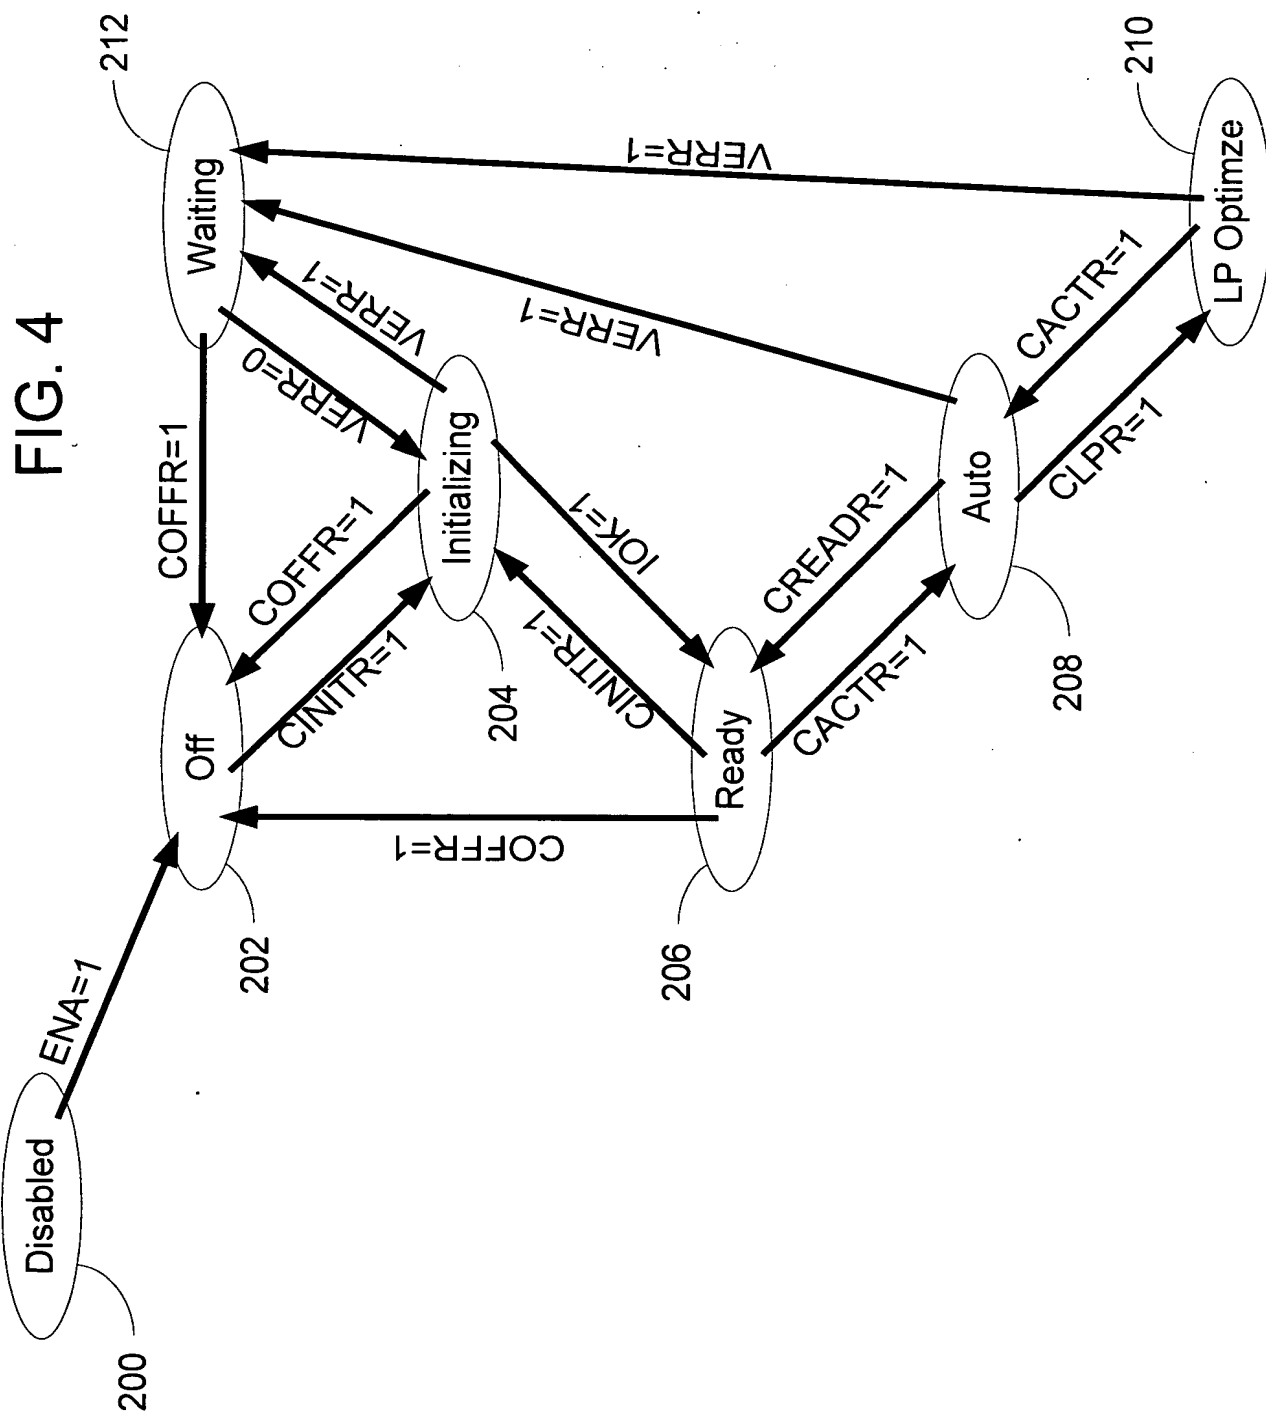 FIG. 4
Disabled
200
ENA=1
Off
202
COFFR=1
Waiting
212
COFFR=1
CINITR=1
VERR=0
VERR=1
Initializing
204
VERR=1
VERR=1
COFFR=1
CINITR=1
IOK=1
Ready
206
CREADR=1
CACTR=1
Auto
208
CACTR=1
CLPR=1
LP Optimze
210